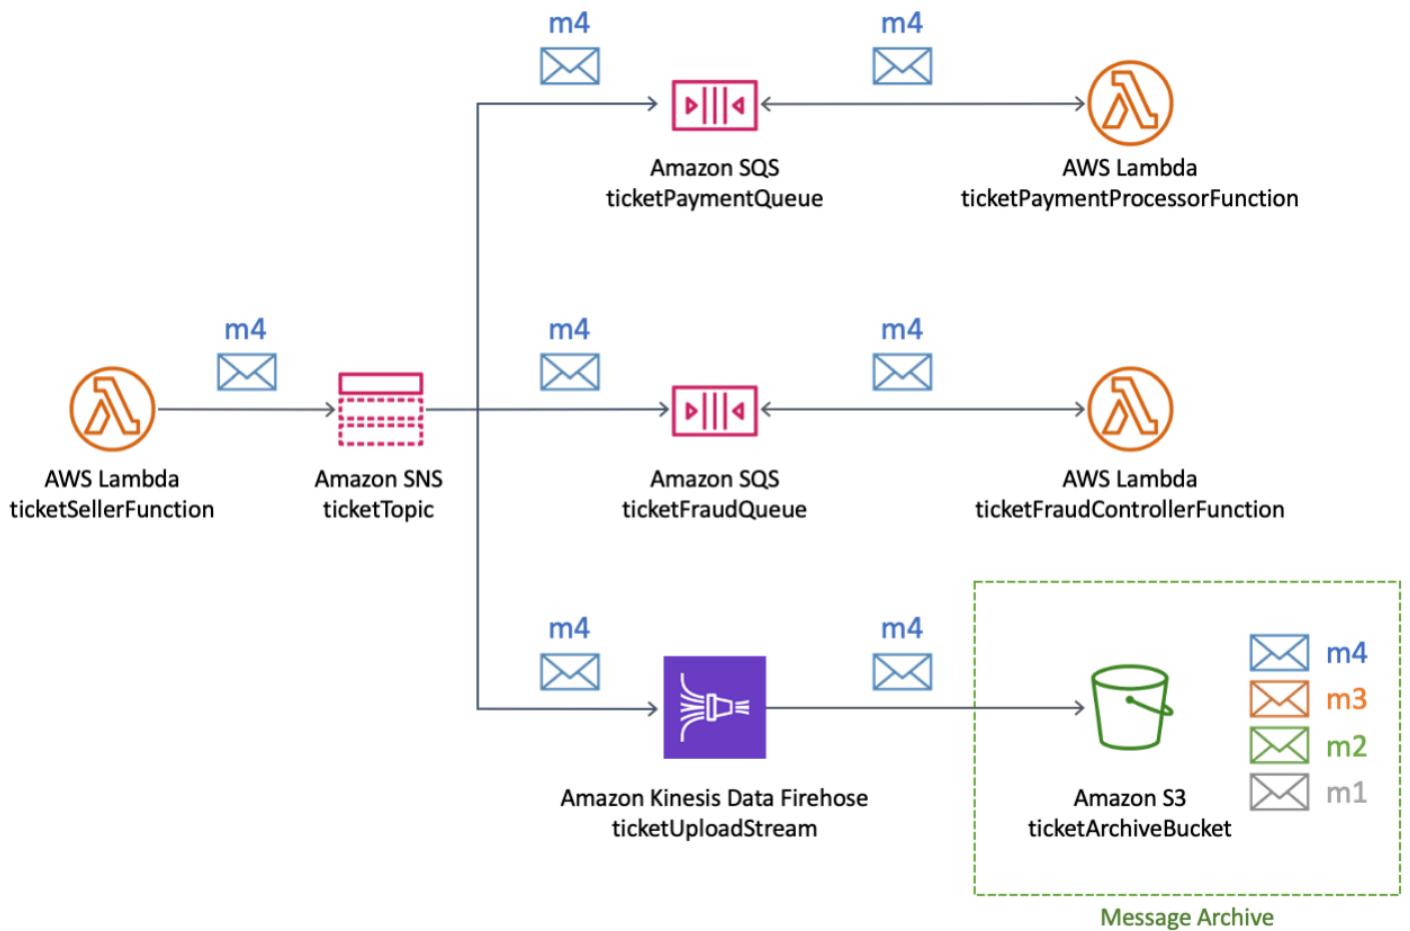 m4
m4
Amazon SQS
ticketPaymentQueue
AWS Lambda
ticketPaymentProcessorFunction
m4
m4
m4
AWS Lambda
ticketSellerFunction
Amazon SNS
ticketTopic
Amazon SQS
ticketFraudQueue
AWS Lambda
ticketFraudControllerFunction
m4
m4
Amazon Kinesis Data Firehose
ticketUploadStream
Amazon S3
ticketArchiveBucket
m4
m3
m2
m1
Message Archive